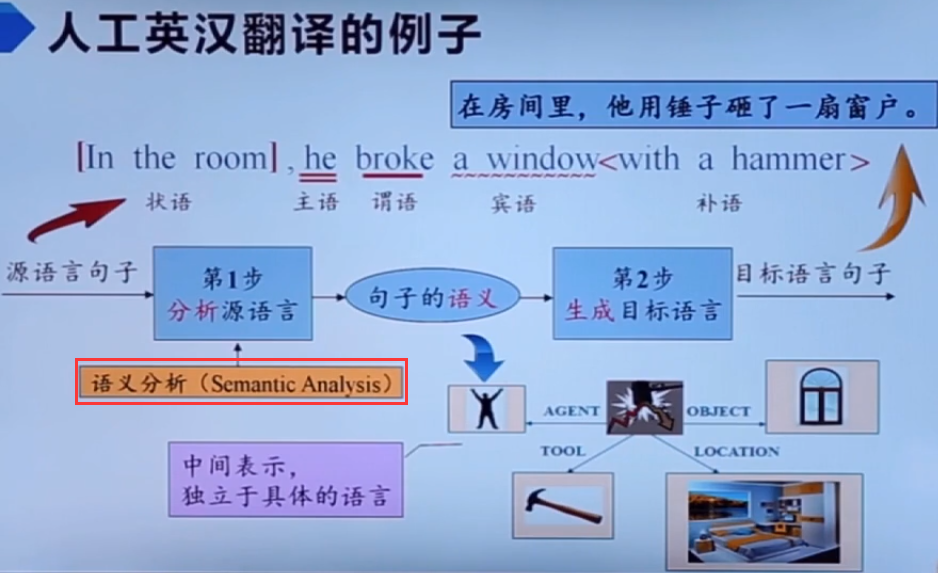 人工英汉翻译的例子
在房间里，他用锤子砸了一扇窗户。
[In the room], he broke a window<with a hammer>
状语 主语 谓语 宾语 补语
源语言句子
第1步
分析源语言
句子的语义
第2步
生成目标语言
目标语言句子
语义分析（Semantic Analysis）
AGENT
OBJECT
TOOL
LOCATION
中间表示，
独立于具体的语言